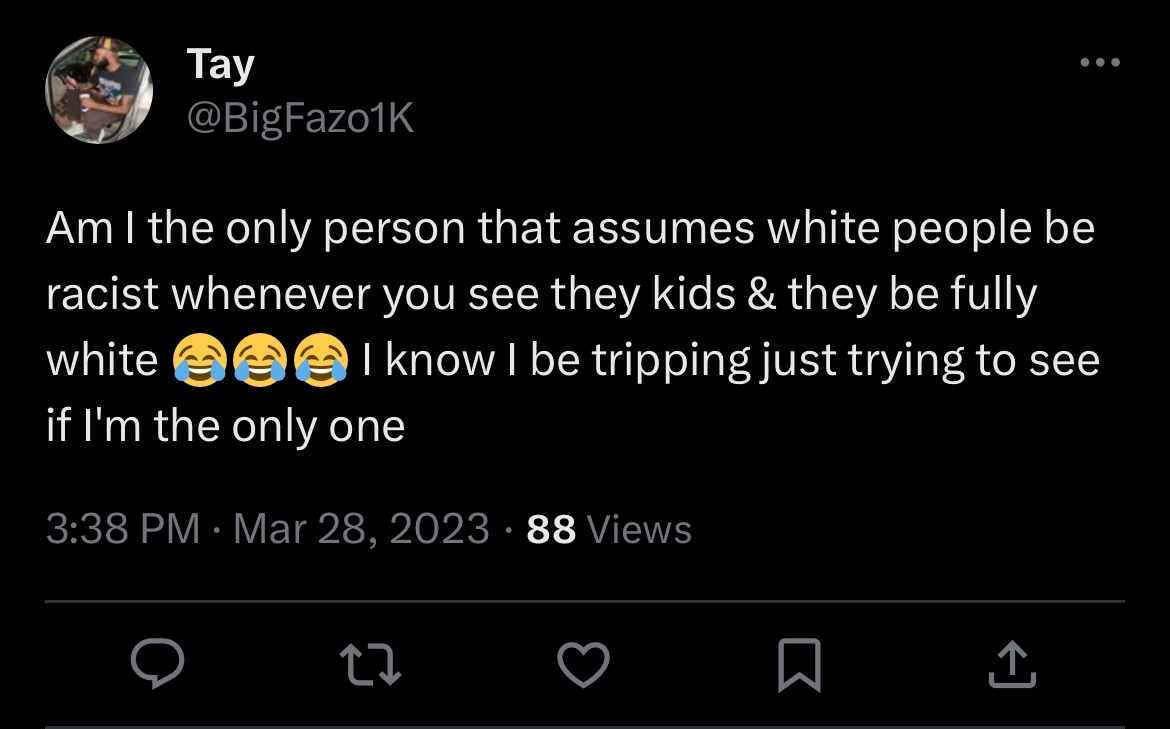 Tay
@BigFazo1K
Am I the only person that assumes white people be
racist whenever you see they kids & they be fully
white 😂😂😂 I know I be tripping just trying to see
if I'm the only one
3:38 PM · Mar 28, 2023 · 88 Views